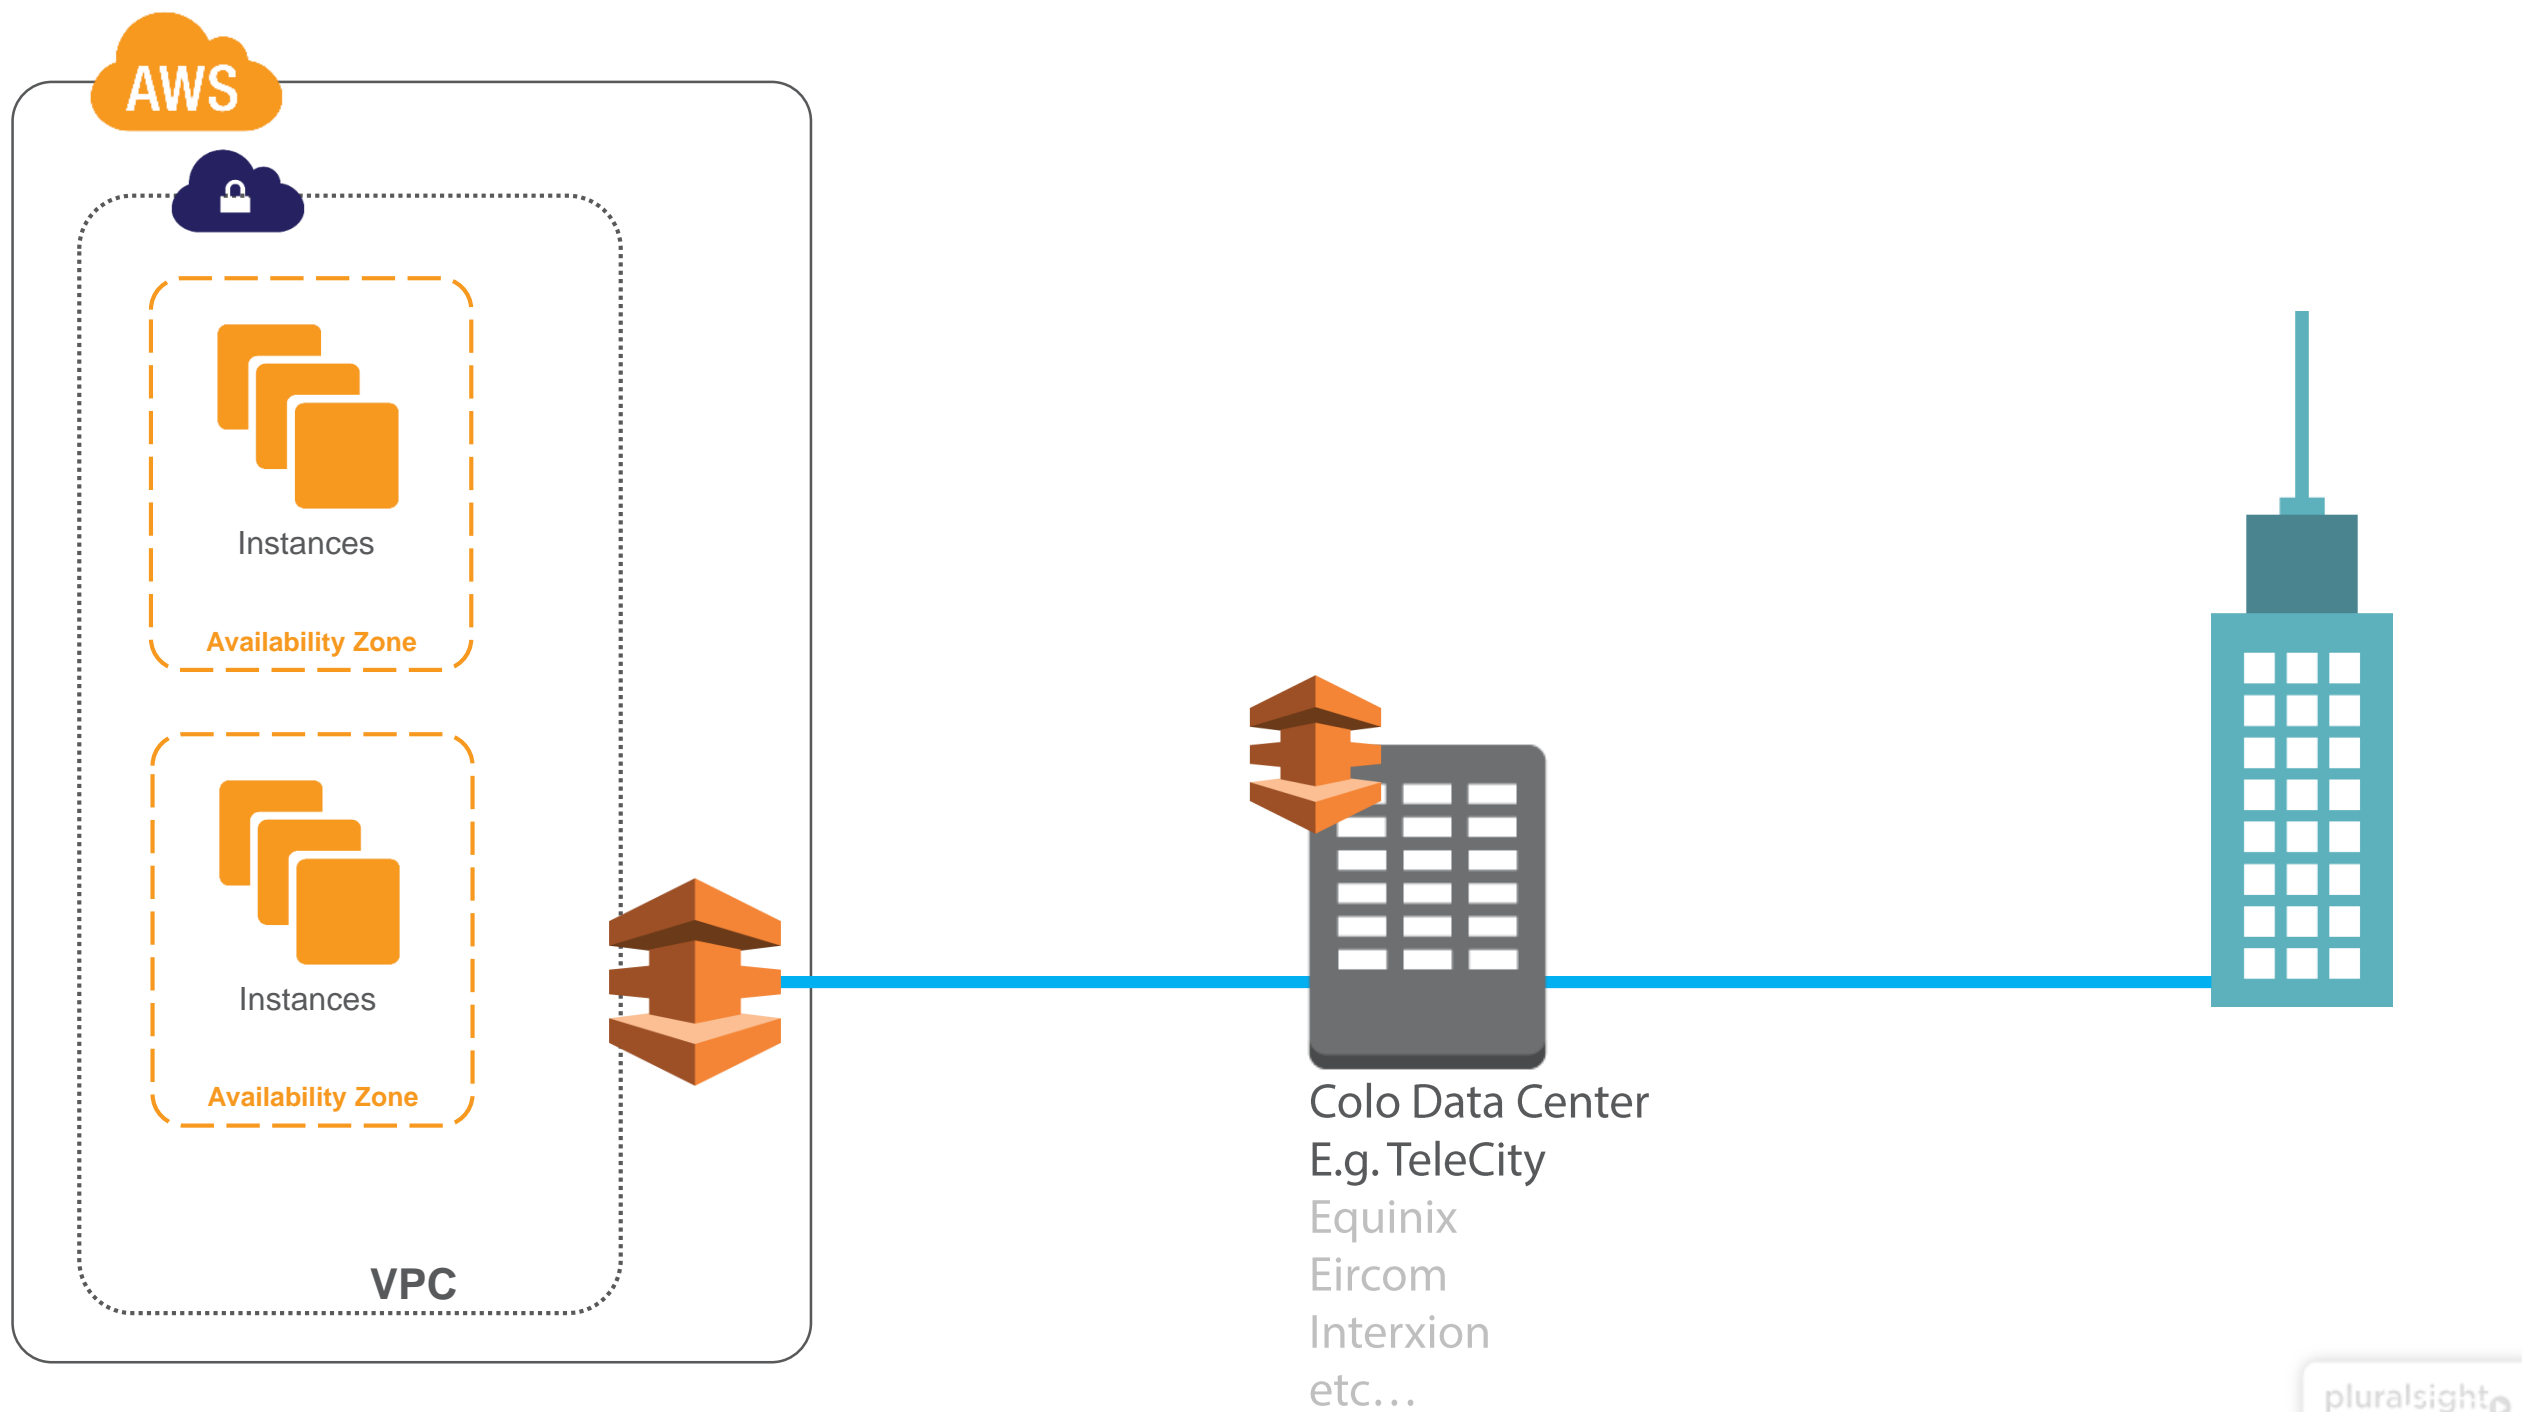 AWS
Instances
Availability Zone
Instances
Availability Zone
VPC
Colo Data Center
E.g. TeleCity
Equinix
Eircom
Interxion
etc…
pluralsight